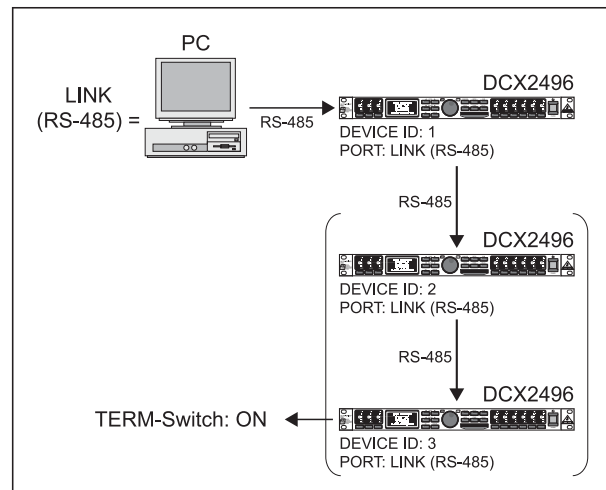 PC
LINK
(RS-485) =
RS-485
DCX2496
DEVICE ID: 1
PORT: LINK (RS-485)
RS-485
DCX2496
DEVICE ID: 2
PORT: LINK (RS-485)
RS-485
DCX2496
TERM-Switch: ON
DEVICE ID: 3
PORT: LINK (RS-485)